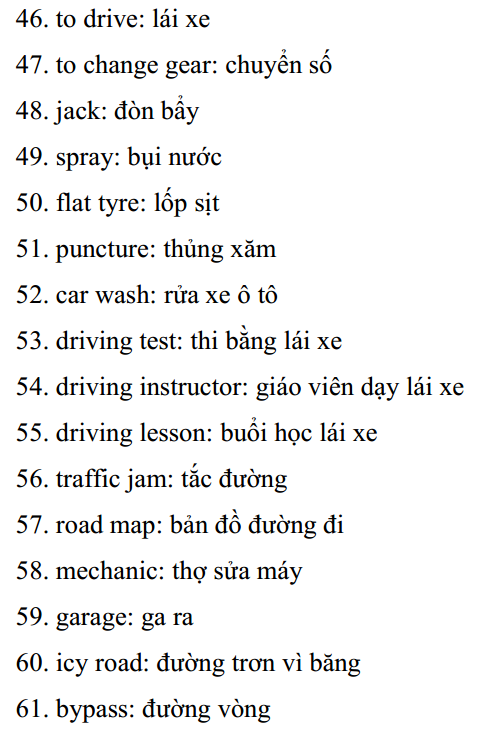 46. to drive: lái xe
47. to change gear: chuyển số
48. jack: đòn bẩy
49. spray: bụi nước
50. flat tyre: lốp sịt
51. puncture: thủng xăm
52. car wash: rửa xe ô tô
53. driving test: thi bằng lái xe
54. driving instructor: giáo viên dạy lái xe
55. driving lesson: buổi học lái xe
56. traffic jam: tắc đường
57. road map: bản đồ đường đi
58. mechanic: thợ sửa máy
59. garage: ga ra
60. icy road: đường trơn vì băng
61. bypass: đường vòng